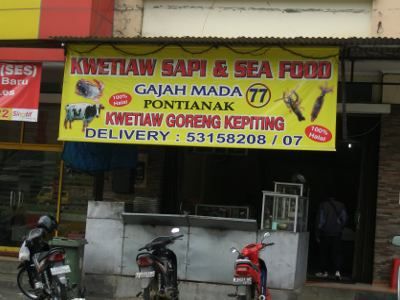 KWETIAW SAPI & SEA FOOD
GAJAH MADA 77
PONTIANAK
100% Halal
100% Halal
KWETIAW GORENG KEPITING
DELIVERY : 53158208 / 07
(SES)
Baru